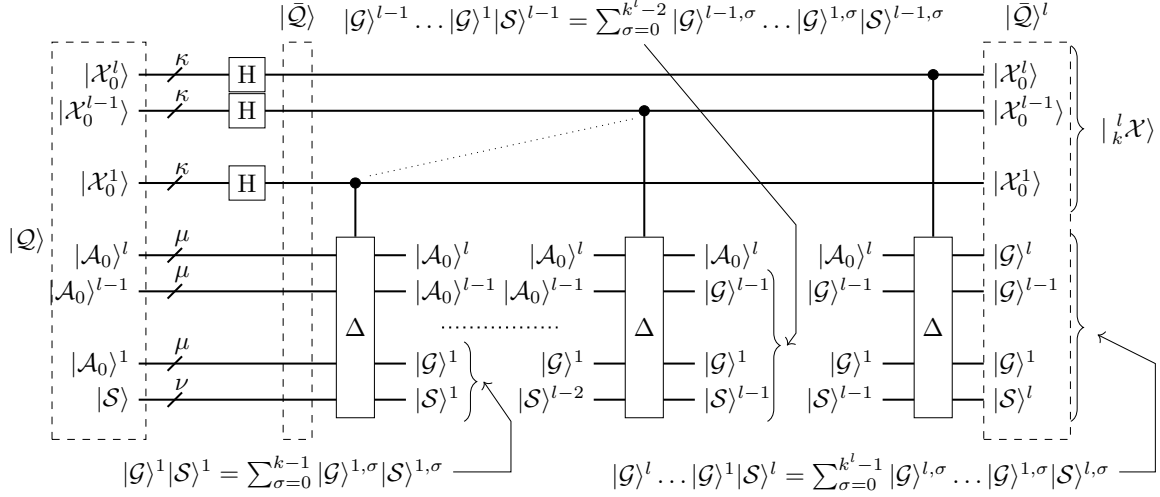 |Q̄⟩ |G⟩^{l−1} … |G⟩^1|S⟩^{l−1} = ∑_{σ=0}^{k^l−2} |G⟩^{l−1,σ} … |G⟩^{1,σ}|S⟩^{l−1,σ} |Q̄⟩^l
|X_0^l⟩ κ H |X_0^l⟩
|X_0^{l−1}⟩ κ H |X_0^{l−1}⟩
|_k^l X⟩
|X_0^1⟩ κ H |X_0^1⟩
|Q⟩
|A_0⟩^l μ |A_0⟩^l |A_0⟩^l |A_0⟩^l |A_0⟩^l |G⟩^l
|A_0⟩^{l−1} μ |A_0⟩^{l−1} |A_0⟩^{l−1} |G⟩^{l−1} |G⟩^{l−1} |G⟩^{l−1}
Δ Δ Δ
|A_0⟩^1 μ |G⟩^1 |G⟩^1 |G⟩^1 |G⟩^1 |G⟩^1
|S⟩ ν |S⟩^1 |S⟩^{l−2} |S⟩^{l−1} |S⟩^{l−1} |S⟩^l
|G⟩^1|S⟩^1 = ∑_{σ=0}^{k−1} |G⟩^{1,σ}|S⟩^{1,σ} |G⟩^l … |G⟩^1|S⟩^l = ∑_{σ=0}^{k^l−1} |G⟩^{l,σ} … |G⟩^{1,σ}|S⟩^{l,σ}